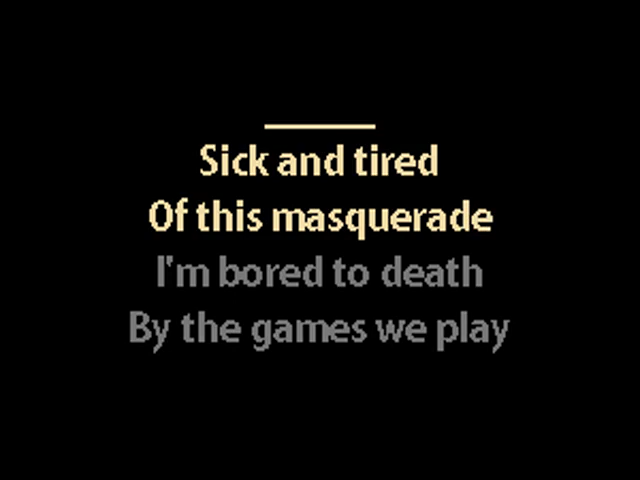 Sick and tired
Of this masquerade
I'm bored to death
By the games we play